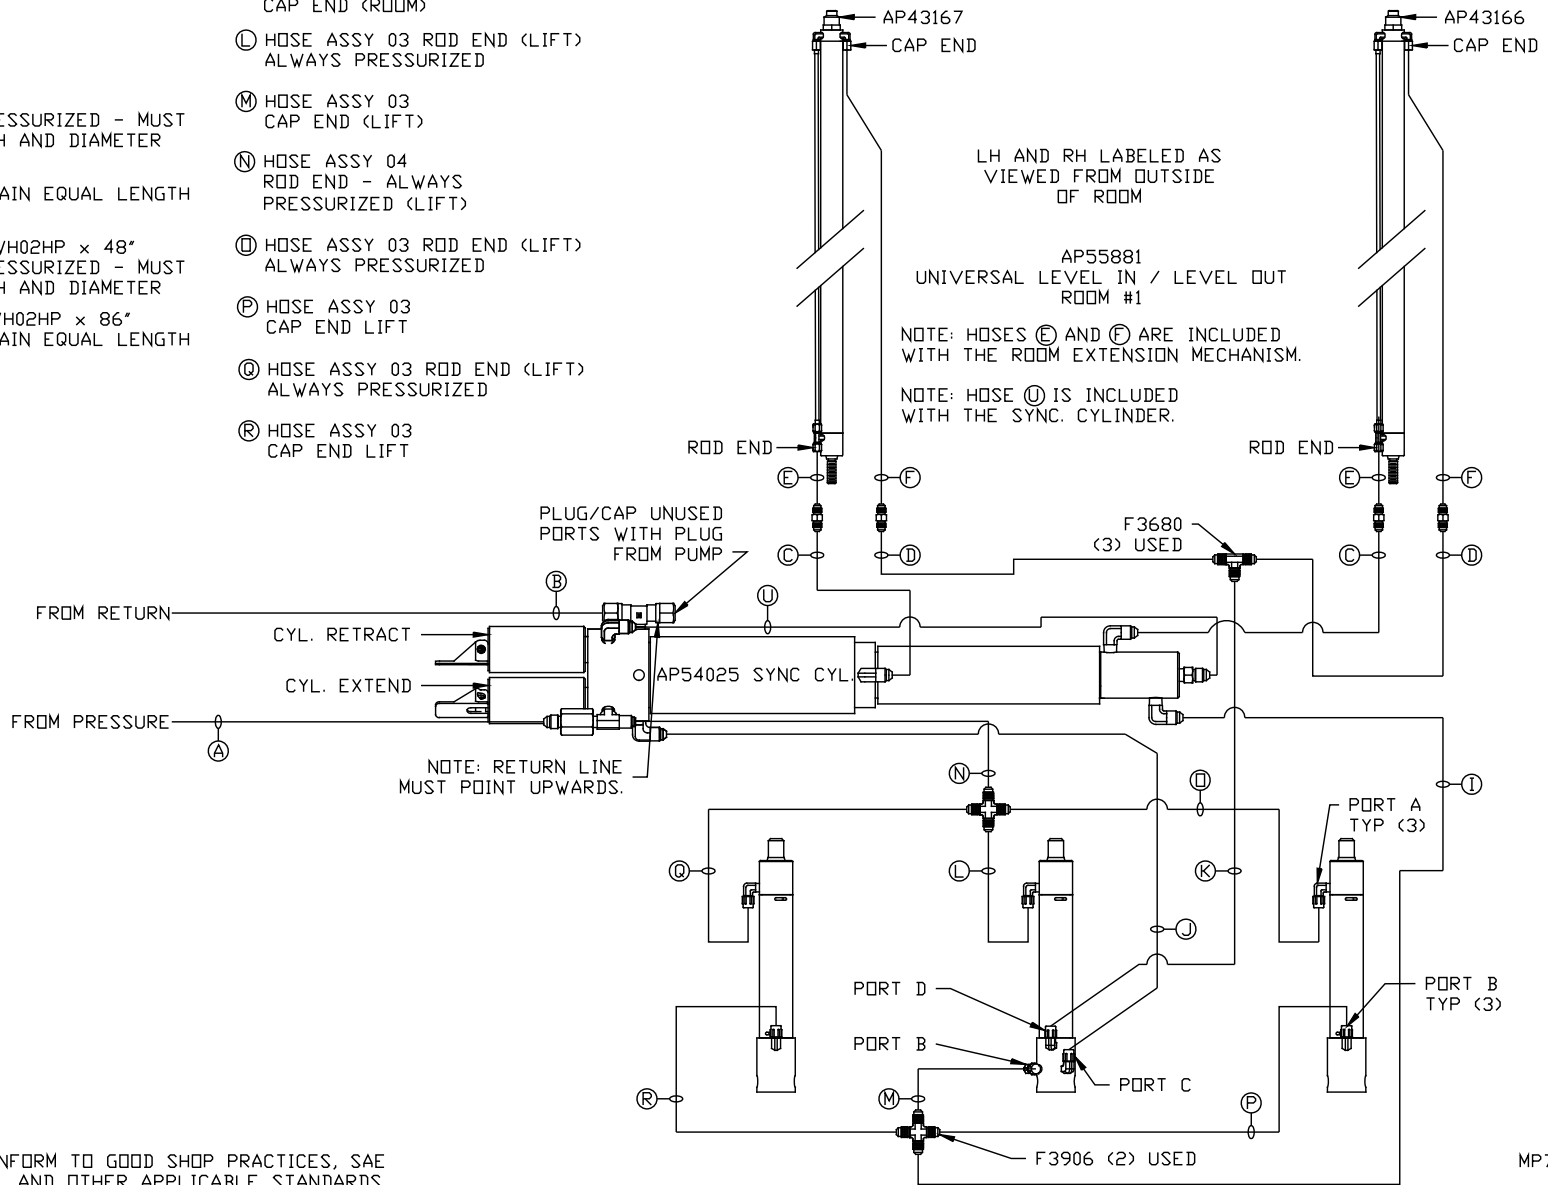 CAP END (ROOM)
Ⓛ HOSE ASSY 03 ROD END (LIFT)
ALWAYS PRESSURIZED
Ⓜ HOSE ASSY 03
CAP END (LIFT)
Ⓝ HOSE ASSY 04
ROD END - ALWAYS
PRESSURIZED (LIFT)
Ⓞ HOSE ASSY 03 ROD END (LIFT)
ALWAYS PRESSURIZED
Ⓟ HOSE ASSY 03
CAP END LIFT
Ⓠ HOSE ASSY 03 ROD END (LIFT)
ALWAYS PRESSURIZED
Ⓡ HOSE ASSY 03
CAP END LIFT
ESSURIZED - MUST
H AND DIAMETER
AIN EQUAL LENGTH
/H02HP x 48"
ESSURIZED - MUST
H AND DIAMETER
/H02HP x 86"
AIN EQUAL LENGTH
AP43167
CAP END
AP43166
CAP END
LH AND RH LABELED AS
VIEWED FROM OUTSIDE
OF ROOM
AP55881
UNIVERSAL LEVEL IN / LEVEL OUT
ROOM #1
NOTE: HOSES Ⓔ AND Ⓕ ARE INCLUDED
WITH THE ROOM EXTENSION MECHANISM.
NOTE: HOSE Ⓤ IS INCLUDED
WITH THE SYNC. CYLINDER.
ROD END
ROD END
Ⓔ
Ⓕ
Ⓔ
Ⓕ
PLUG/CAP UNUSED
PORTS WITH PLUG
FROM PUMP
F3680
(3) USED
Ⓒ
Ⓓ
Ⓒ
Ⓓ
Ⓑ
Ⓤ
FROM RETURN
CYL. RETRACT
AP54025 SYNC CYL.
CYL. EXTEND
FROM PRESSURE
Ⓐ
NOTE: RETURN LINE
MUST POINT UPWARDS.
Ⓝ
Ⓞ
Ⓘ
PORT A
TYP (3)
Ⓠ
Ⓛ
Ⓚ
Ⓙ
PORT D
PORT B
TYP (3)
PORT B
PORT C
Ⓡ
Ⓜ
Ⓟ
F3906 (2) USED
NFORM TO GOOD SHOP PRACTICES, SAE
AND OTHER APPLICABLE STANDARDS